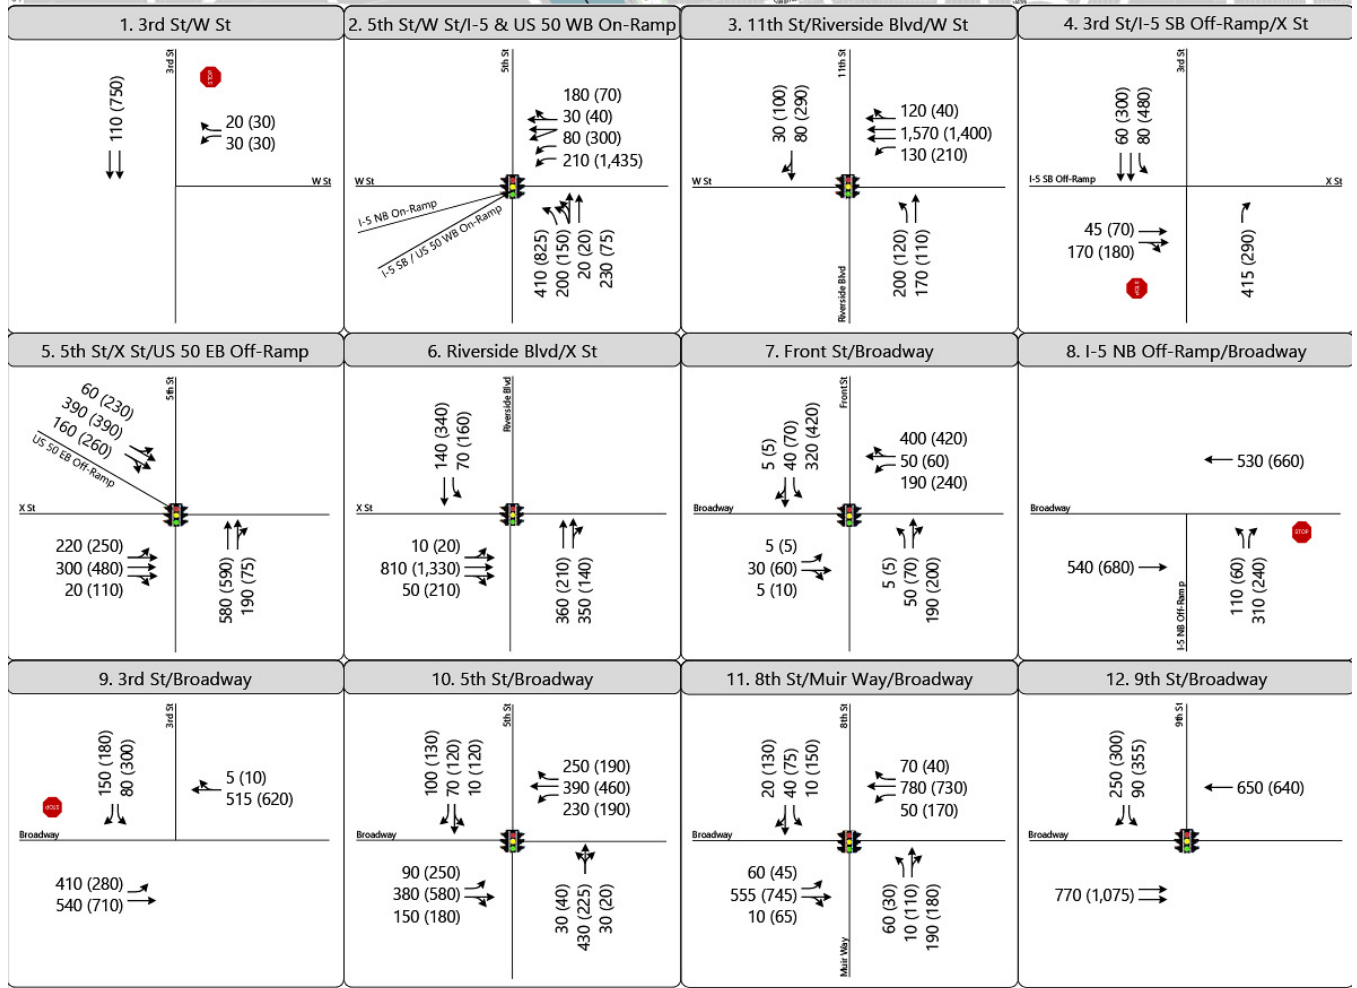 1. 3rd St/W St
3rd St
STOP
110 (750)
20 (30)
30 (30)
W St
2. 5th St/W St/I-5 & US 50 WB On-Ramp
5th St
180 (70)
30 (40)
80 (300)
210 (1,435)
W St
I-5 NB On-Ramp
I-5 SB / US 50 WB On-Ramp
410 (825)
200 (150)
20 (20)
230 (75)
3. 11th St/Riverside Blvd/W St
11th St
30 (100)
80 (290)
120 (40)
1,570 (1,400)
130 (210)
W St
Riverside Blvd
200 (120)
170 (110)
4. 3rd St/I-5 SB Off-Ramp/X St
3rd St
60 (300)
80 (480)
I-5 SB Off-Ramp
X St
45 (70)
170 (180)
STOP
415 (290)
5. 5th St/X St/US 50 EB Off-Ramp
5th St
60 (230)
390 (390)
160 (260)
US 50 EB Off-Ramp
X St
220 (250)
300 (480)
20 (110)
580 (590)
190 (75)
6. Riverside Blvd/X St
Riverside Blvd
140 (340)
70 (160)
X St
10 (20)
810 (1,330)
50 (210)
360 (210)
350 (140)
7. Front St/Broadway
Front St
5 (5)
40 (70)
320 (420)
400 (420)
50 (60)
190 (240)
Broadway
5 (5)
30 (60)
5 (10)
5 (5)
50 (70)
190 (200)
8. I-5 NB Off-Ramp/Broadway
530 (660)
Broadway
STOP
540 (680)
I-5 NB Off-Ramp
110 (60)
310 (240)
9. 3rd St/Broadway
3rd St
150 (180)
80 (300)
5 (10)
515 (620)
STOP
Broadway
410 (280)
540 (710)
10. 5th St/Broadway
5th St
100 (130)
70 (120)
10 (120)
250 (190)
390 (460)
230 (190)
Broadway
90 (250)
380 (580)
150 (180)
30 (40)
430 (225)
30 (20)
11. 8th St/Muir Way/Broadway
8th St
20 (130)
40 (75)
10 (150)
70 (40)
780 (730)
50 (170)
Broadway
60 (45)
555 (745)
10 (65)
Muir Way
60 (30)
10 (110)
190 (180)
12. 9th St/Broadway
9th St
250 (300)
90 (355)
650 (640)
Broadway
770 (1,075)